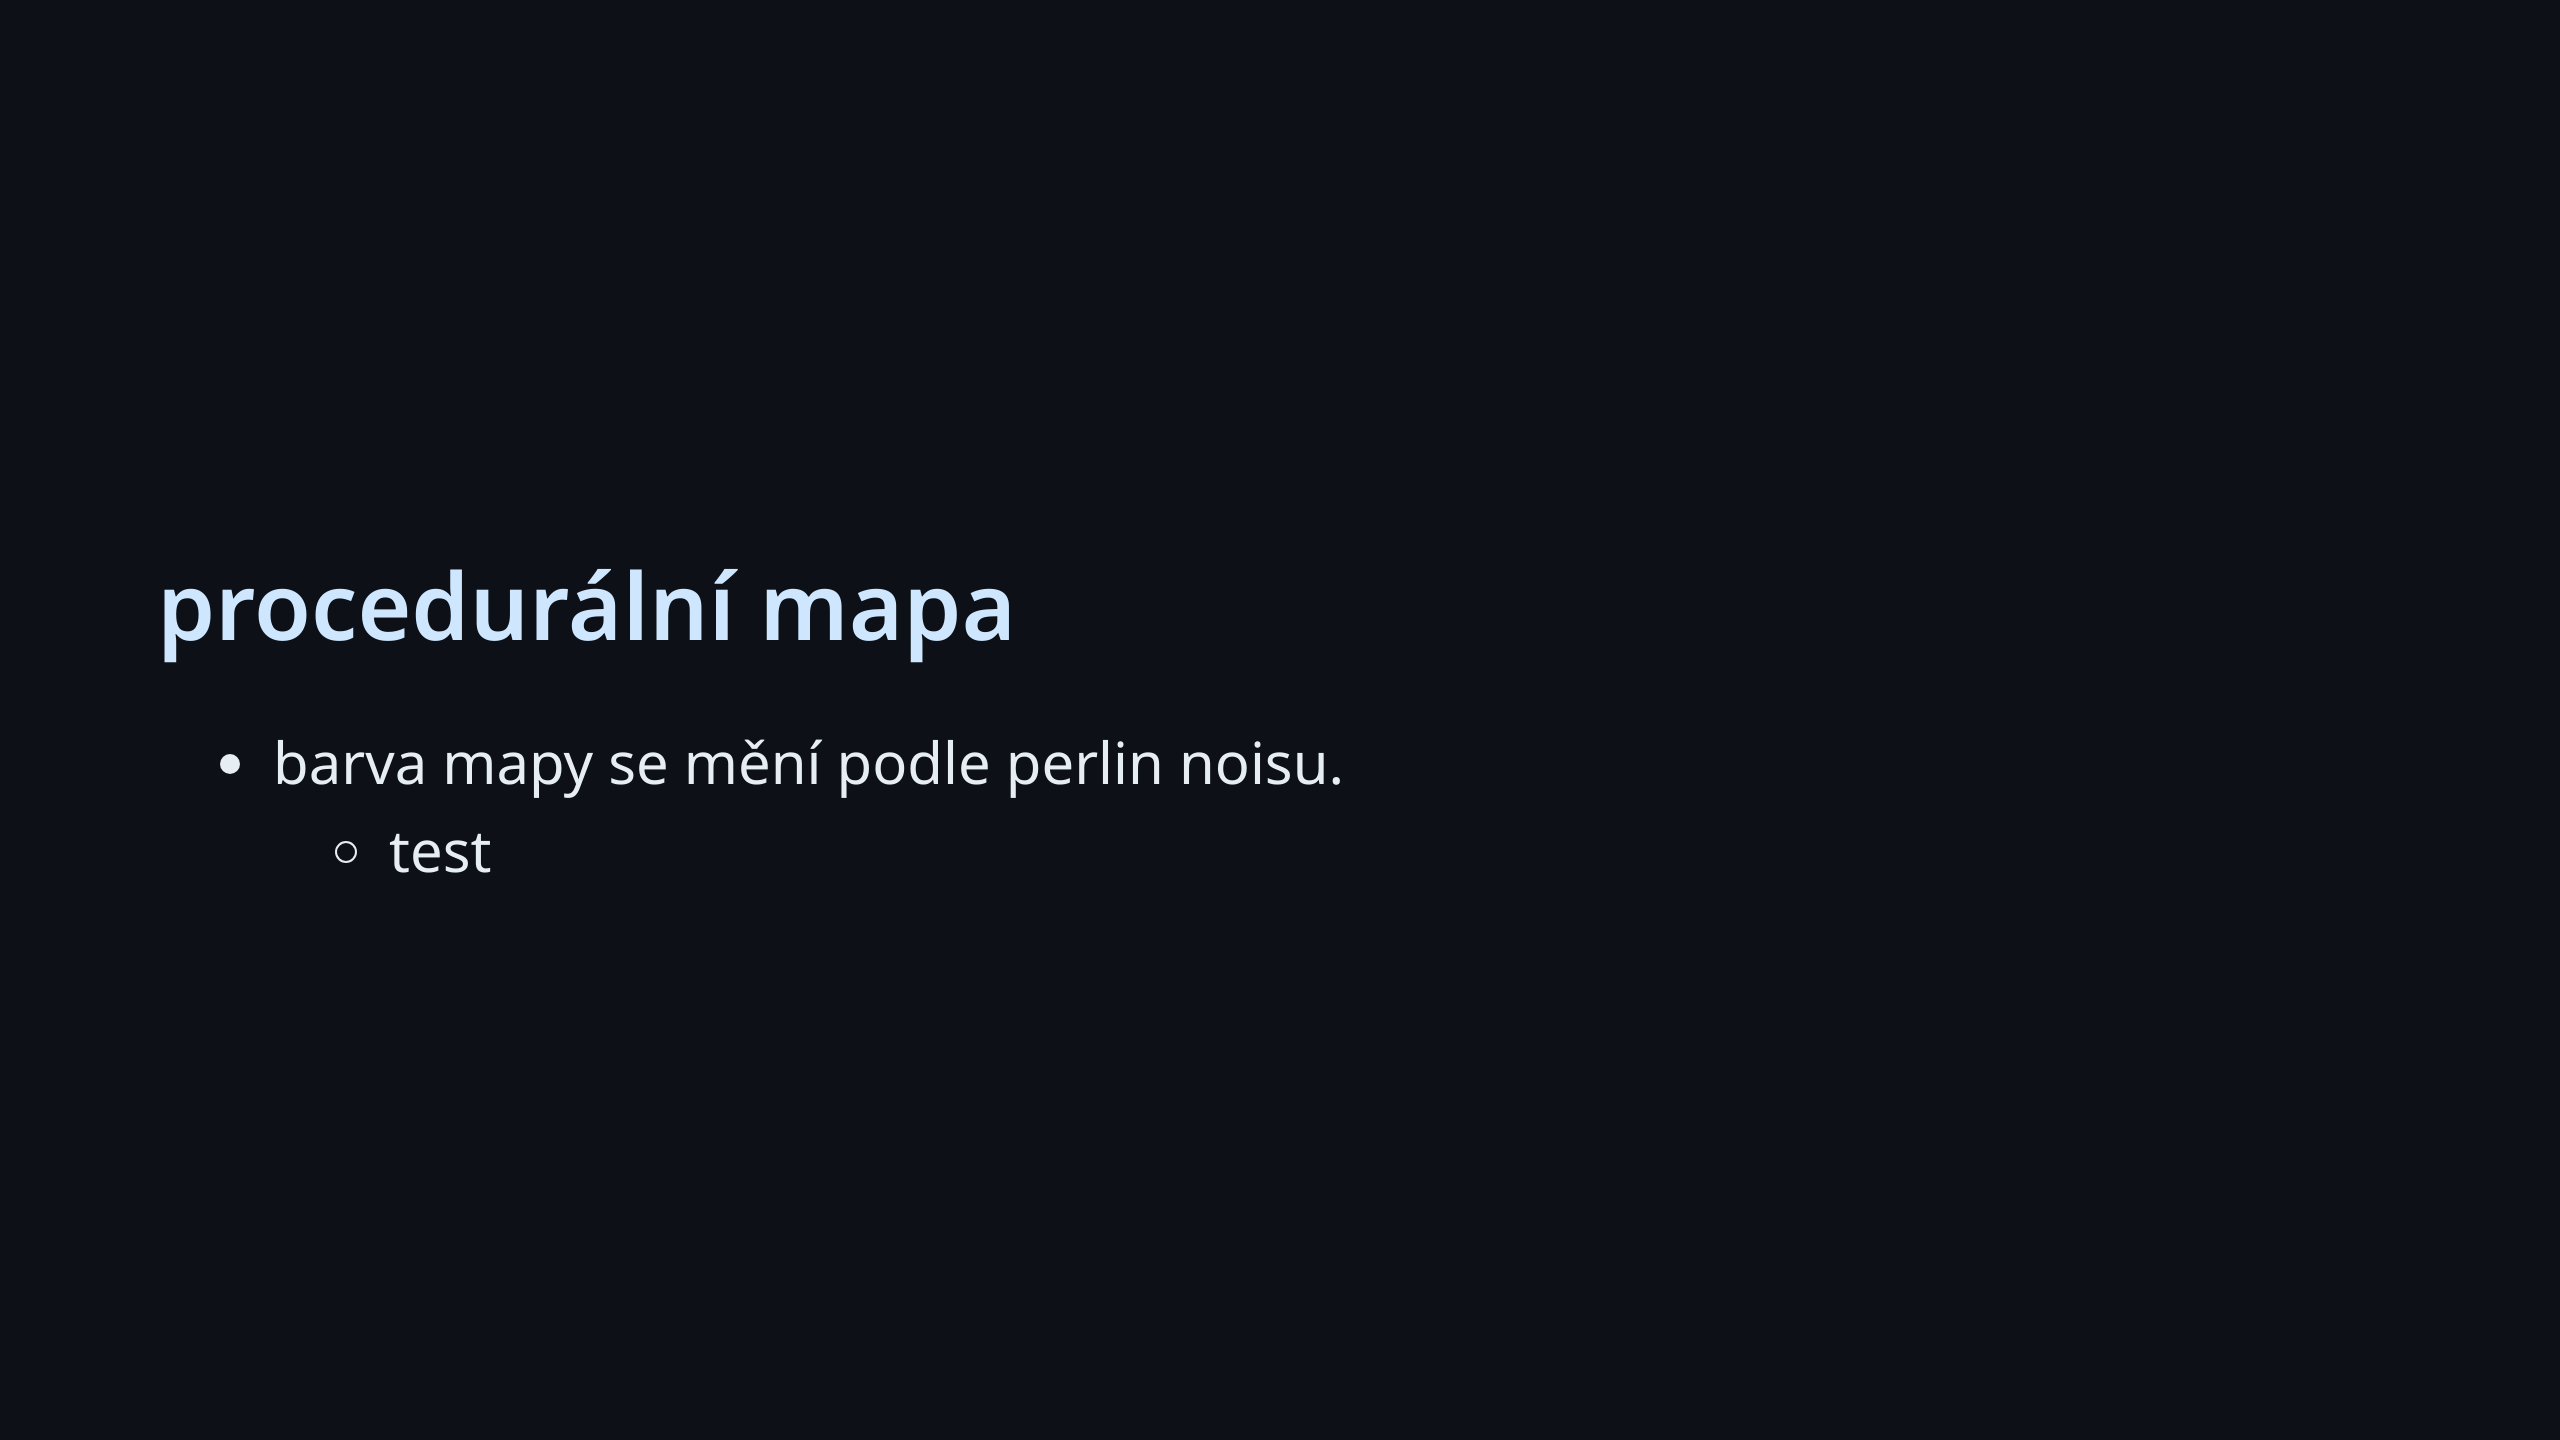 procedurální mapa
barva mapy se mění podle perlin noisu.
test